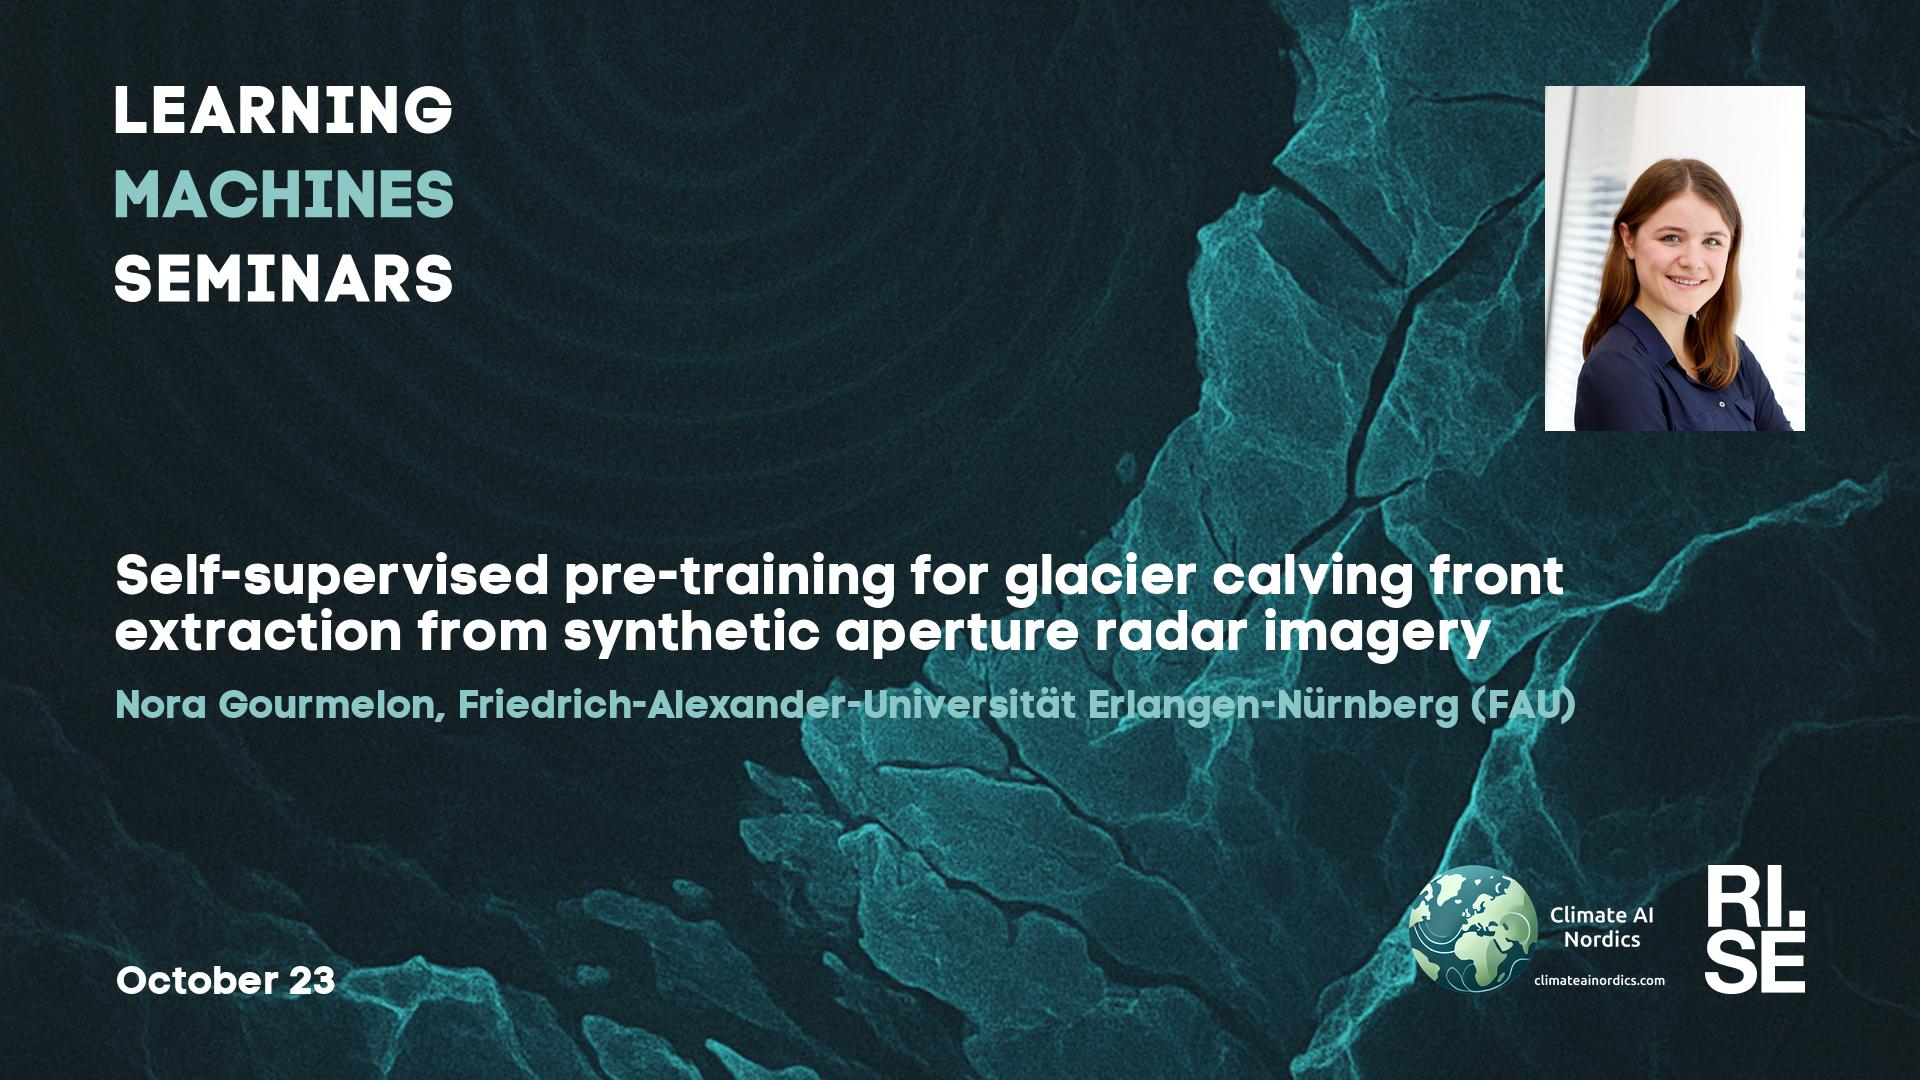 LEARNING
MACHINES
SEMINARS
Self-supervised pre-training for glacier calving front
extraction from synthetic aperture radar imagery
Nora Gourmelon, Friedrich-Alexander-Universität Erlangen-Nürnberg (FAU)
October 23
Climate AI
Nordics
climateainordics.com
RI.
SE